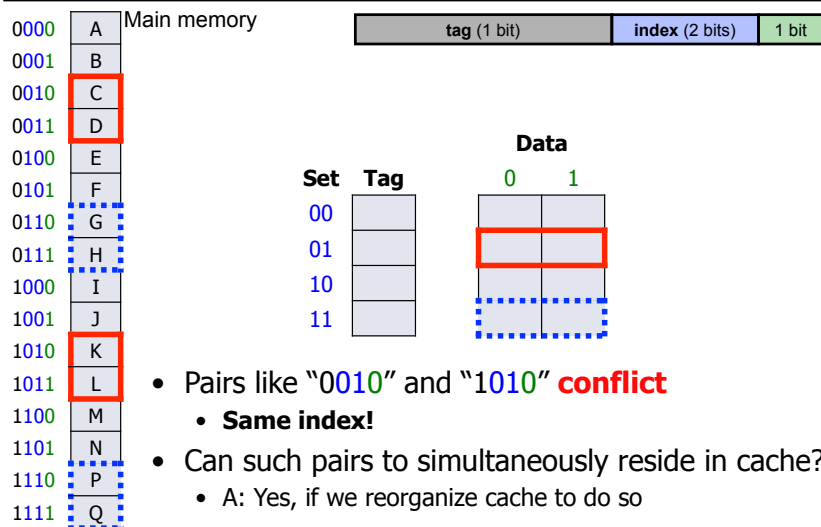 Main memory
tag (1 bit) index (2 bits) 1 bit
0000 A
0001 B
0010 C
0011 D
0100 E
0101 F
0110 G
0111 H
1000 I
1001 J
1010 K
1011 L
1100 M
1101 N
1110 P
1111 Q
Data
Set Tag 0 1
00
01
10
11
• Pairs like “0010” and “1010” conflict
• Same index!
• Can such pairs to simultaneously reside in cache?
• A: Yes, if we reorganize cache to do so